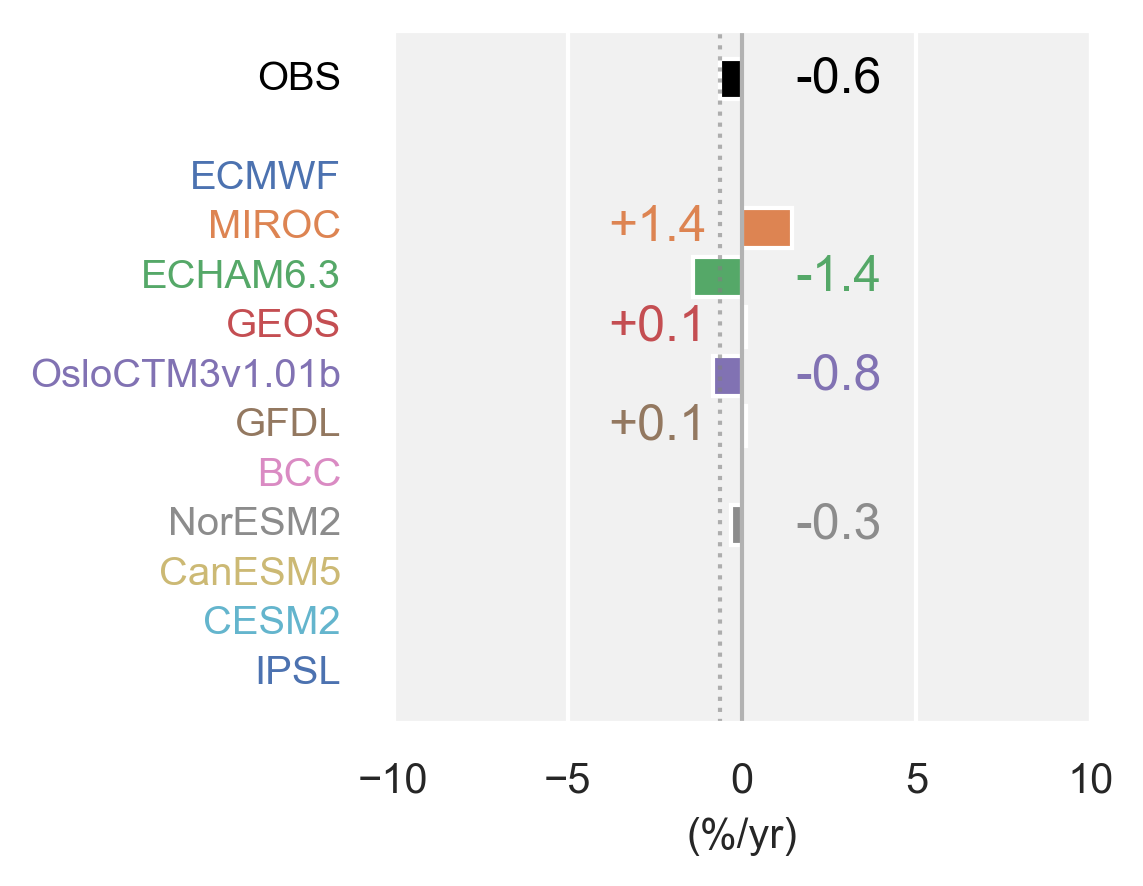 OBS -0.6
ECMWF
MIROC +1.4
ECHAM6.3 -1.4
GEOS +0.1
OsloCTM3v1.01b -0.8
GFDL +0.1
BCC
NorESM2 -0.3
CanESM5
CESM2
IPSL
−10 −5 0 5 10
(%/yr)